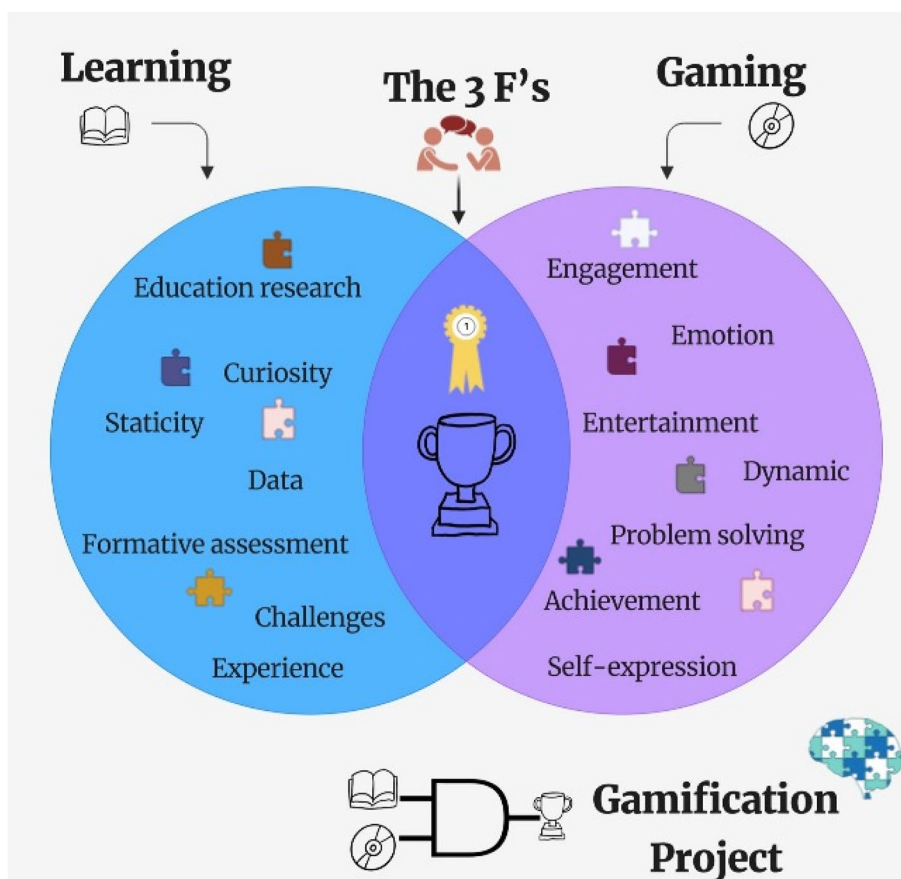 Learning
The 3 F's
Gaming
Education research
Curiosity
Staticity
Data
Formative assessment
Challenges
Experience
1
Engagement
Emotion
Entertainment
Dynamic
Problem solving
Achievement
Self-expression
Gamification
Project